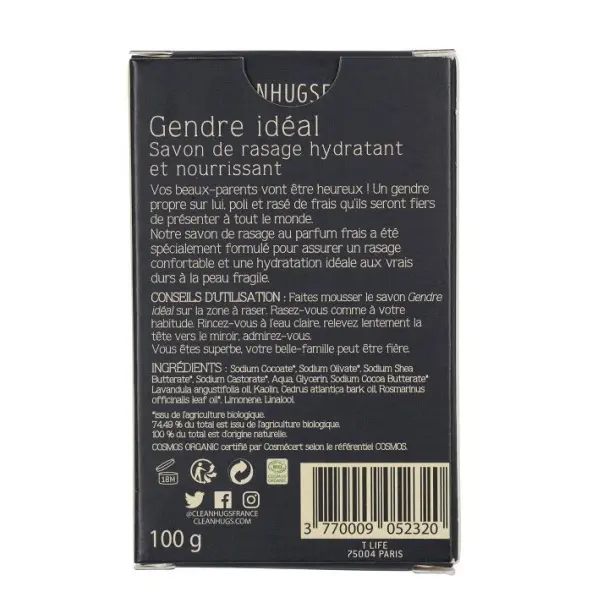 NHUGSF
Gendre idéal
Savon de rasage hydratant
et nourrissant
Vos beaux-parents vont être heureux ! Un gendre
propre sur lui, poli et rasé de frais qu'ils seront fiers
de présenter à tout le monde.
Notre savon de rasage au parfum frais a été
spécialement formulé pour assurer un rasage
confortable et une hydratation idéale aux vrais
durs à la peau fragile.
CONSEILS D'UTILISATION : Faites mousser le savon Gendre
idéal sur la zone à raser. Rasez-vous comme à votre
habitude. Rincez-vous à l'eau claire, relevez lentement la
tête vers le miroir, admirez-vous.
Vous êtes superbe, votre belle-famille peut être fière.
INGRÉDIENTS : Sodium Cocoate*, Sodium Olivate*, Sodium Shea
Butterate*, Sodium Castorate*, Aqua, Glycerin, Sodium Cocoa Butterate*
Lavandula angustifolia oil, Kaolin, Cedrus atlantica bark oil, Rosmarinus
officinalis leaf oil*, Limonene, Linalool.
*issu de l'agriculture biologique.
74,49 % du total est issu de l'agriculture biologique.
100 % du total est d'origine naturelle.
COSMOS ORGANIC certifié par Cosmécert selon le référentiel COSMOS.
18M
BIO
COSMOS
ORGANIC
@CLEANHUGSFRANCE
CLEANHUGS.COM
100 g
3 770009 052320
T LIFE
75004 PARIS